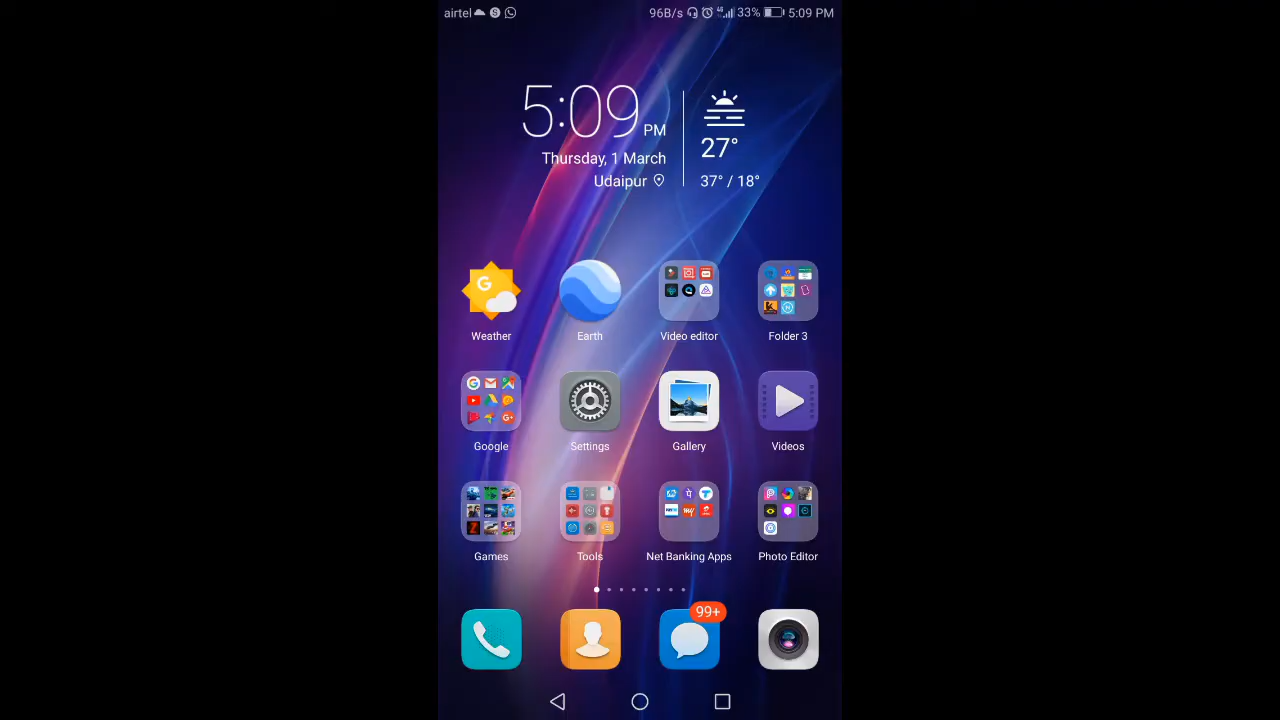 airtel 96B/s 4G 33% 5:09 PM
5:09 PM
Thursday, 1 March
Udaipur
27°
37° / 18°
Weather Earth Video editor Folder 3
Google Settings Gallery Videos
Games Tools Net Banking Apps Photo Editor
99+